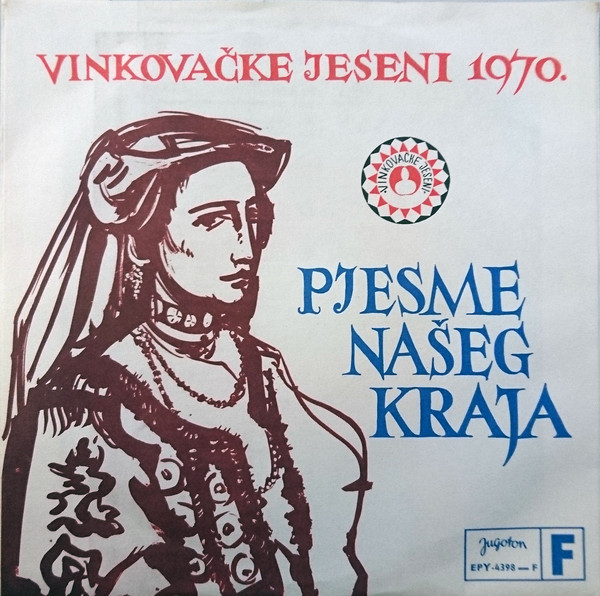 VINKOVAČKE JESENI 1970.
VINKOVAČKE JESENI
PJESME
NAŠEG
KRAJA
Jugoton
EPY-4398 — F
F